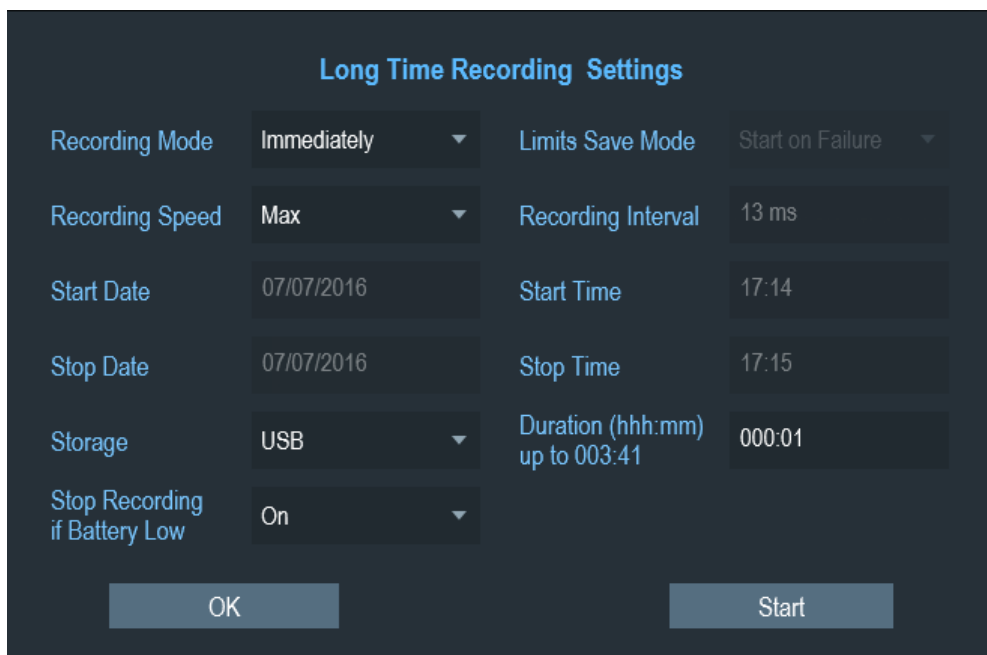 Long Time Recording Settings
Recording Mode Immediately Limits Save Mode Start on Failure
Recording Speed Max Recording Interval 13 ms
Start Date 07/07/2016 Start Time 17:14
Stop Date 07/07/2016 Stop Time 17:15
Storage USB Duration (hhh:mm) 000:01
up to 003:41
Stop Recording
if Battery Low On
OK Start